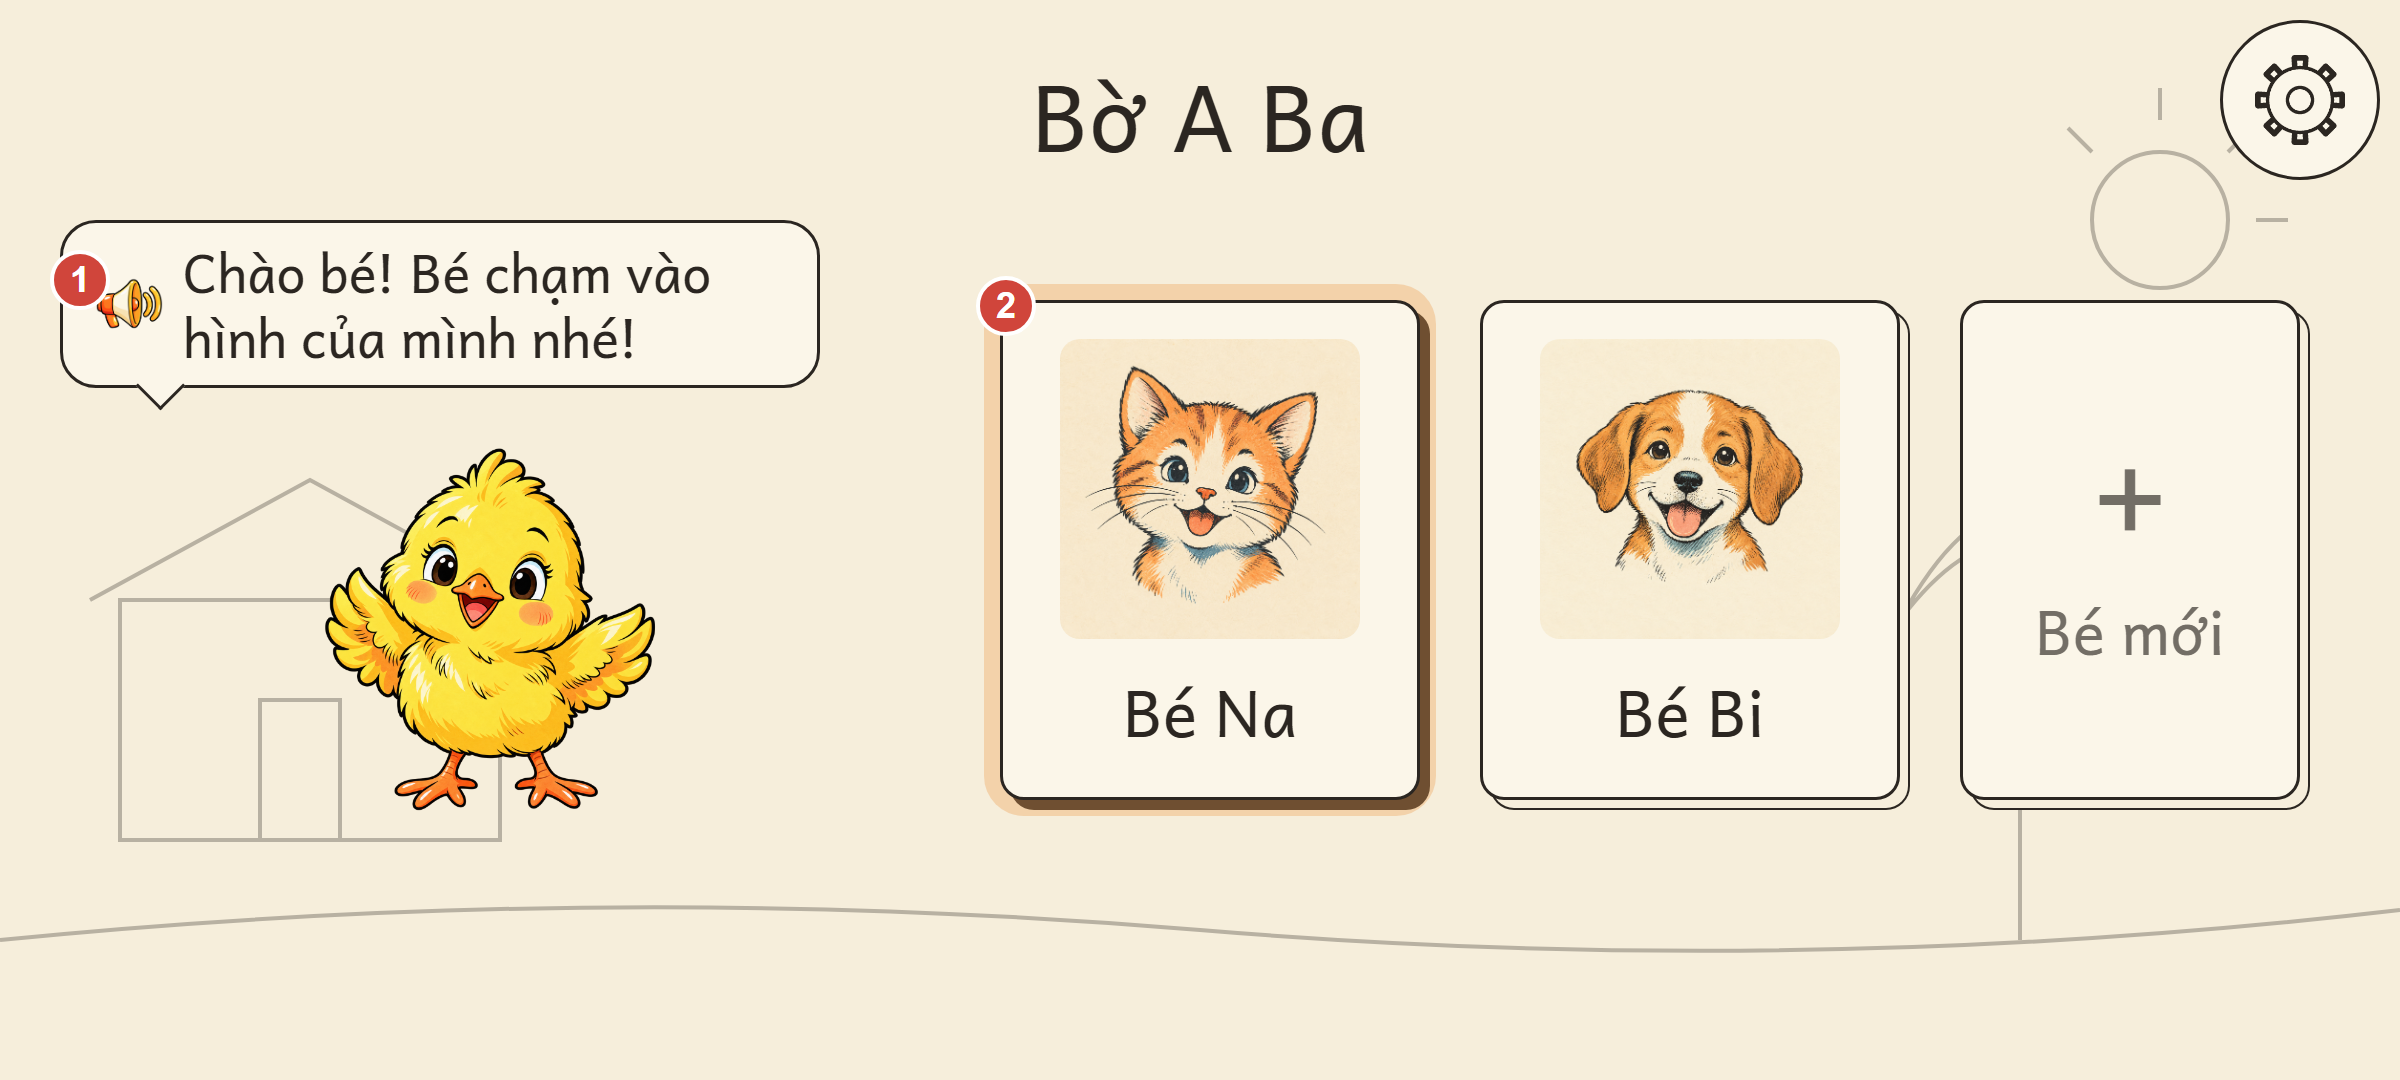 Bờ A Ba
1
Chào bé! Bé chạm vào
hình của mình nhé!
2
Bé Na
Bé Bi
+
Bé mới